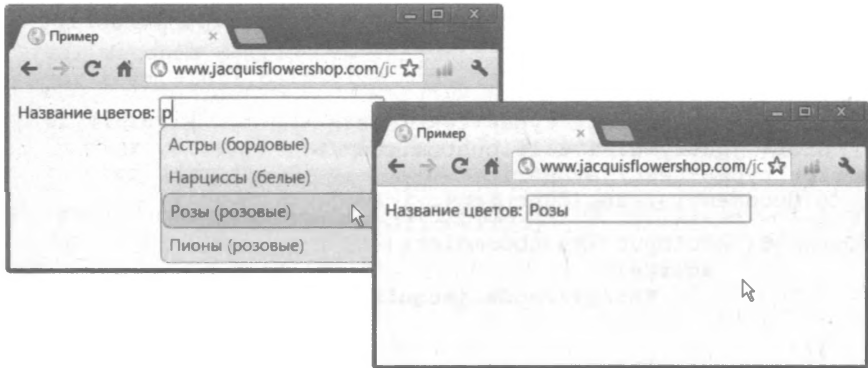 Пример
www.jacquisflowershop.com/jc
Название цветов: р
Астры (бордовые)
Нарциссы (белые)
Розы (розовые)
Пионы (розовые)
Пример
www.jacquisflowershop.com/jc
Название цветов: Розы